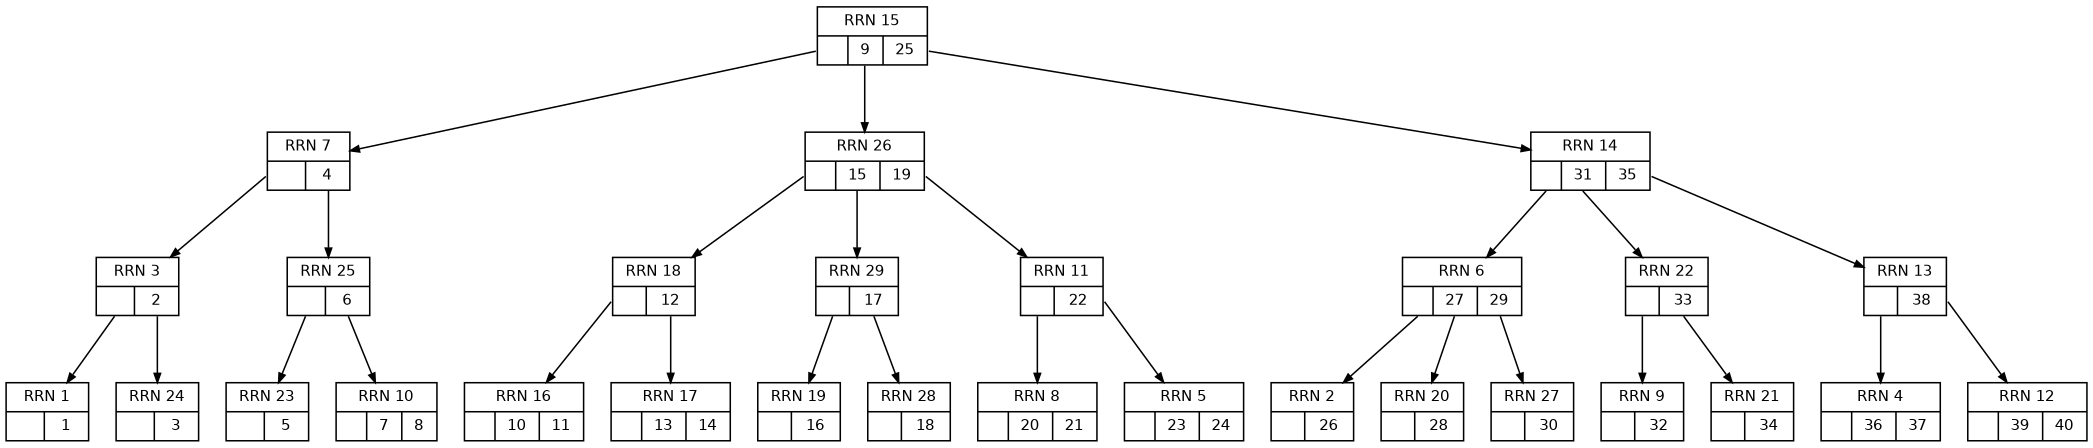 RRN 15
9 25
RRN 7
4
RRN 26
15 19
RRN 14
31 35
RRN 3
2
RRN 25
6
RRN 18
12
RRN 29
17
RRN 11
22
RRN 6
27 29
RRN 22
33
RRN 13
38
RRN 1
1
RRN 24
3
RRN 23
5
RRN 10
7 8
RRN 16
10 11
RRN 17
13 14
RRN 19
16
RRN 28
18
RRN 8
20 21
RRN 5
23 24
RRN 2
26
RRN 20
28
RRN 27
30
RRN 9
32
RRN 21
34
RRN 4
36 37
RRN 12
39 40